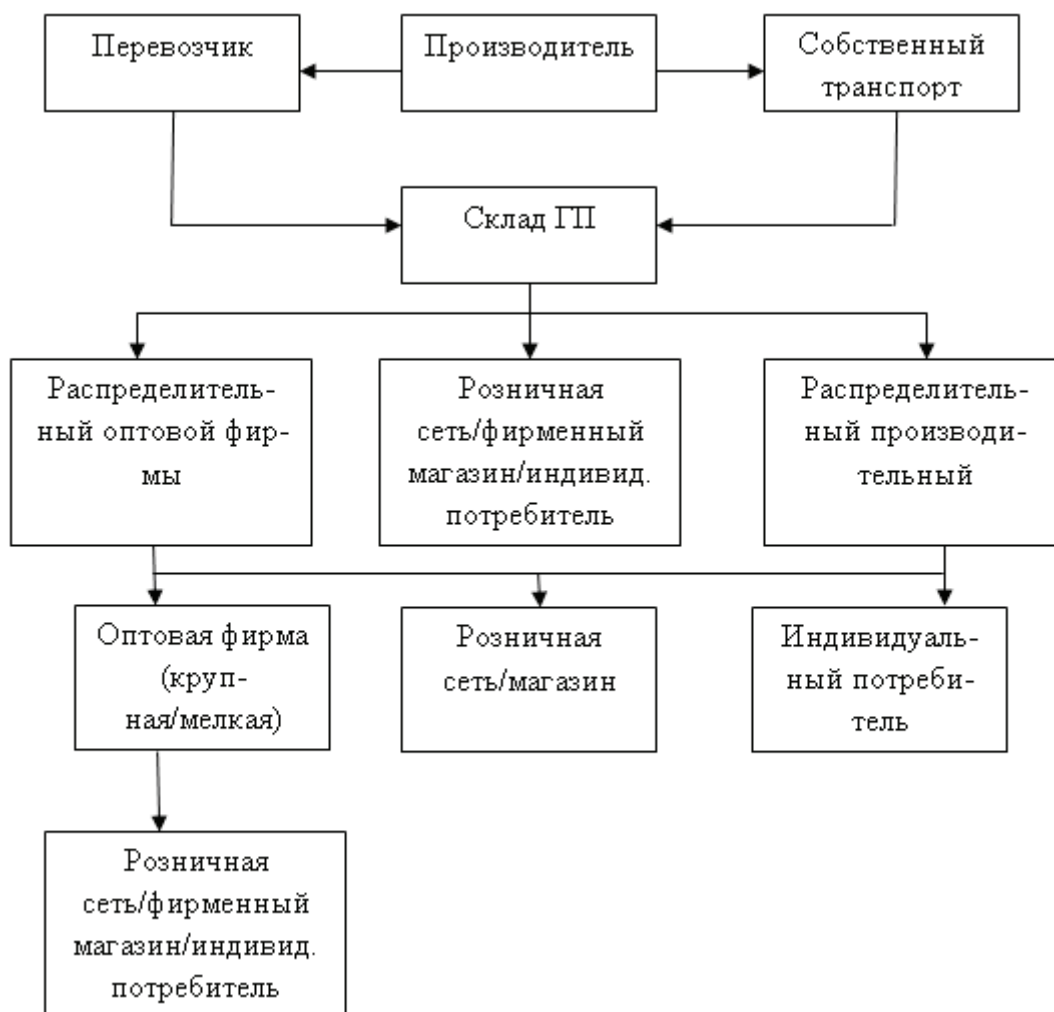 Перевозчик
Производитель
Собственный
транспорт
Склад ГП
Распределитель-
ный оптовой фир-
мы
Розничная
сеть/фирменный
магазин/индивид.
потребитель
Распределитель-
ный производи-
тельный
Оптовая фирма
(круп-
ная/мелкая)
Розничная
сеть/магазин
Индивидуаль-
ный потреби-
тель
Розничная
сеть/фирменный
магазин/индивид.
потребитель